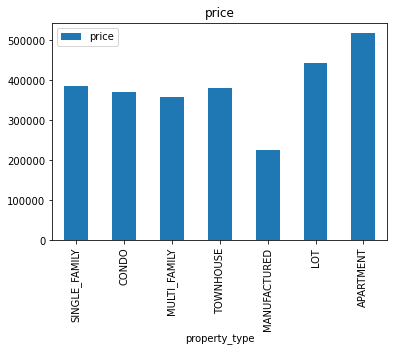 price
price
500000
400000
300000
200000
100000
0
SINGLE_FAMILY
CONDO
MULTI_FAMILY
TOWNHOUSE
MANUFACTURED
LOT
APARTMENT
property_type